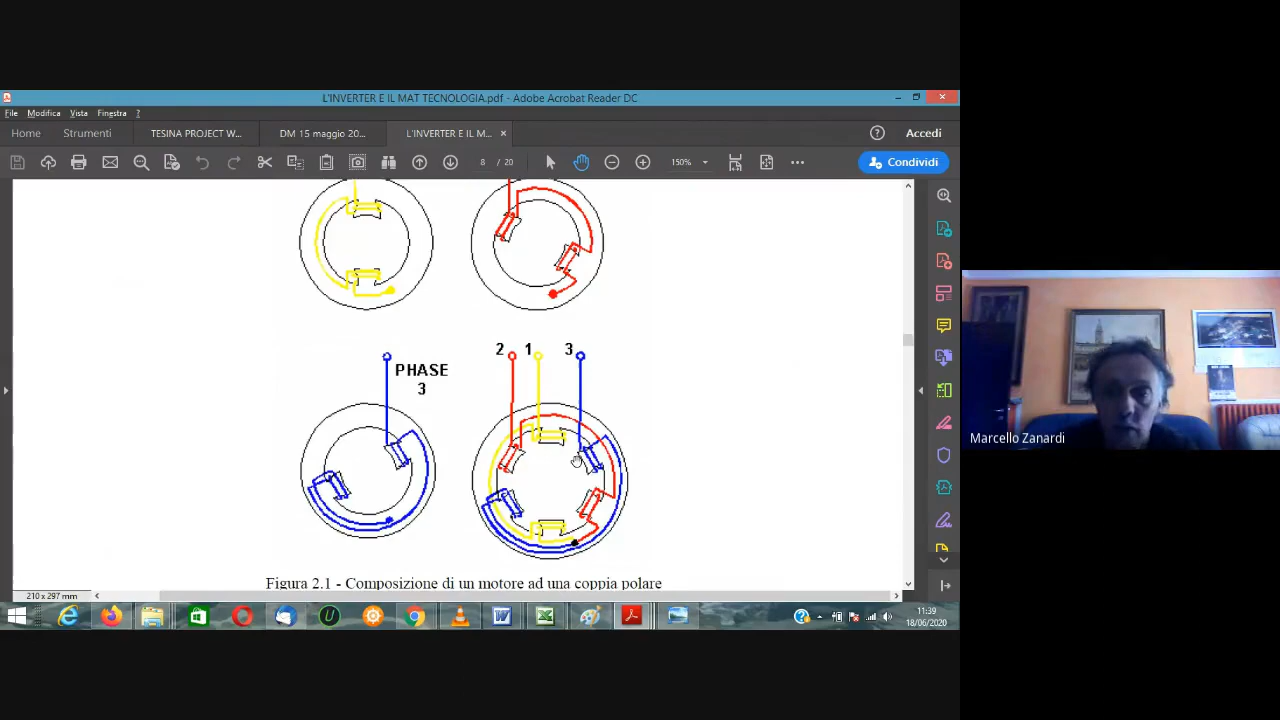 L'INVERTER E IL MAT TECNOLOGIA.pdf - Adobe Acrobat Reader DC
File Modifica Vista Finestra ?
Home Strumenti TESINA PROJECT W... DM 15 maggio 20... L'INVERTER E IL M... × ? Accedi
8 / 20 150% Condividi
2 1 3
PHASE
3
Marcello Zanardi
Figura 2.1 - Composizione di un motore ad una coppia polare
210 x 297 mm
11:39
18/06/2020